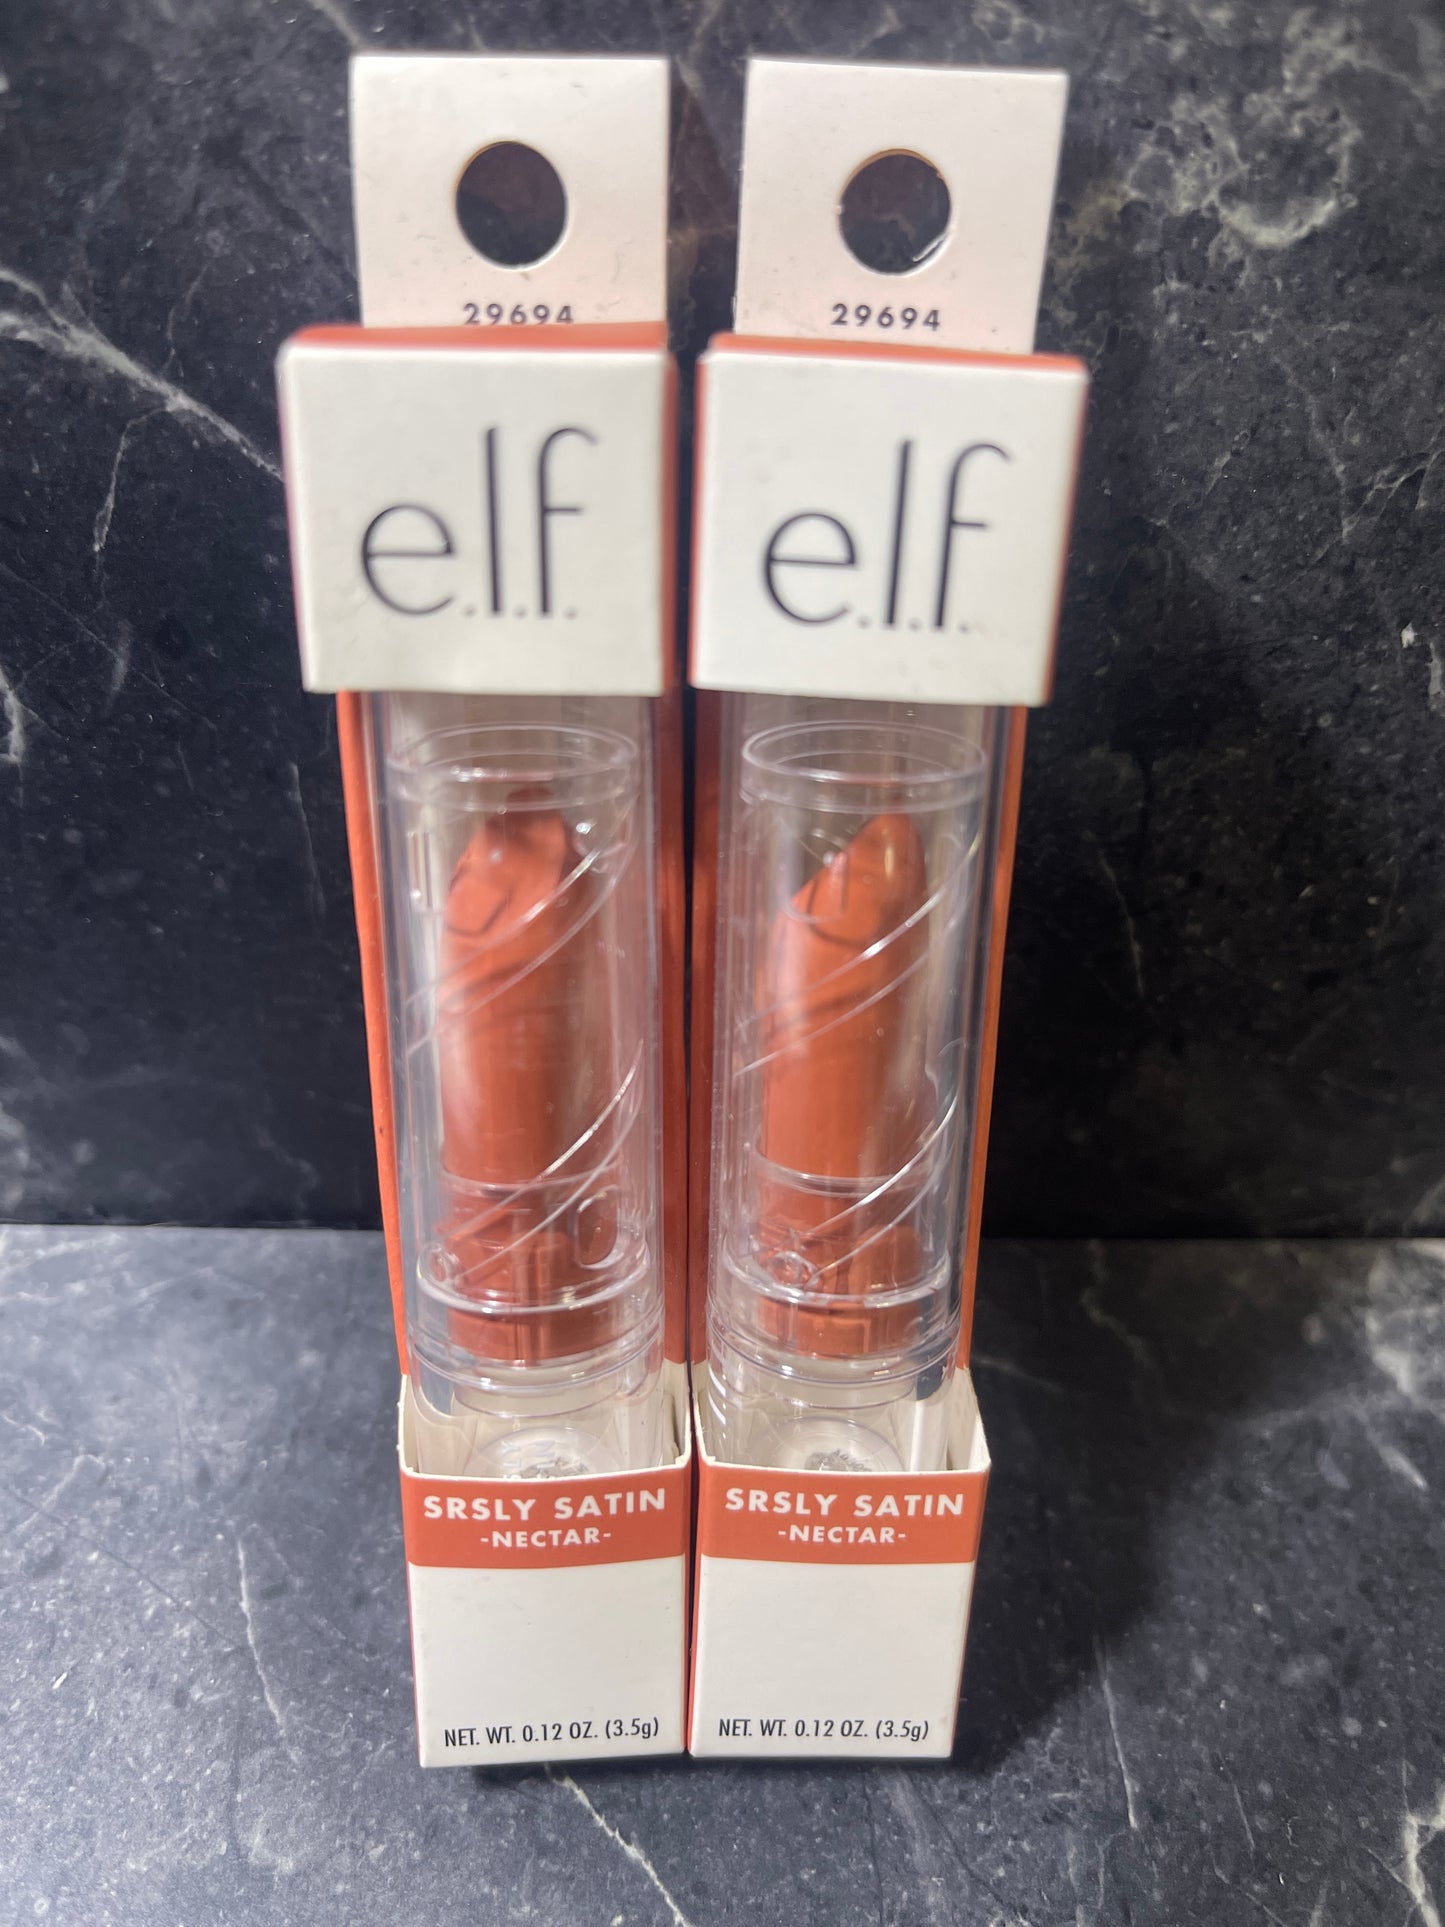 29694
e.l.f.
SRSLY SATIN
-NECTAR-
NET. WT. 0.12 OZ. (3.5g)
29694
e.l.f.
SRSLY SATIN
-NECTAR-
NET. WT. 0.12 OZ. (3.5g)